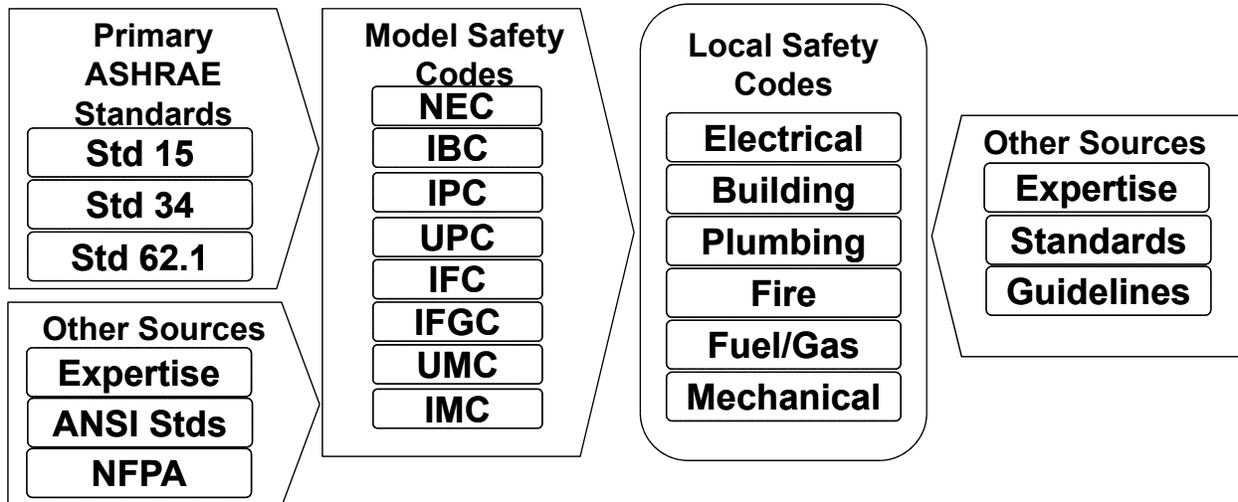 Primary
ASHRAE
Standards
Std 15
Std 34
Std 62.1
Other Sources
Expertise
ANSI Stds
NFPA
Model Safety
Codes
NEC
IBC
IPC
UPC
IFC
IFGC
UMC
IMC
Local Safety
Codes
Electrical
Building
Plumbing
Fire
Fuel/Gas
Mechanical
Other Sources
Expertise
Standards
Guidelines